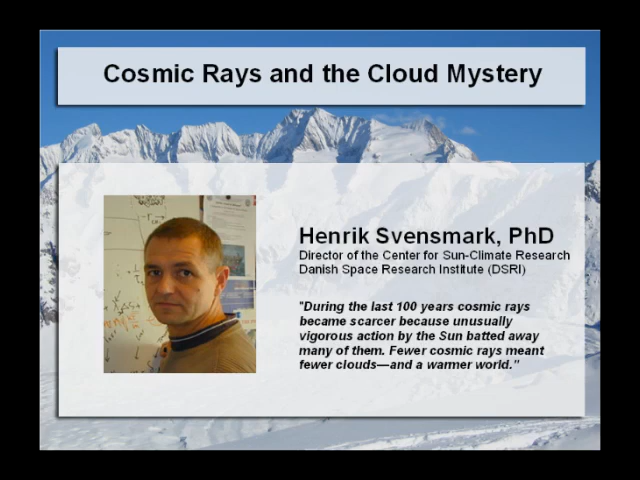 Cosmic Rays and the Cloud Mystery
Henrik Svensmark, PhD
Director of the Center for Sun-Climate Research
Danish Space Research Institute (DSRI)
"During the last 100 years cosmic rays
became scarcer because unusually
vigorous action by the Sun batted away
many of them. Fewer cosmic rays meant
fewer clouds—and a warmer world."